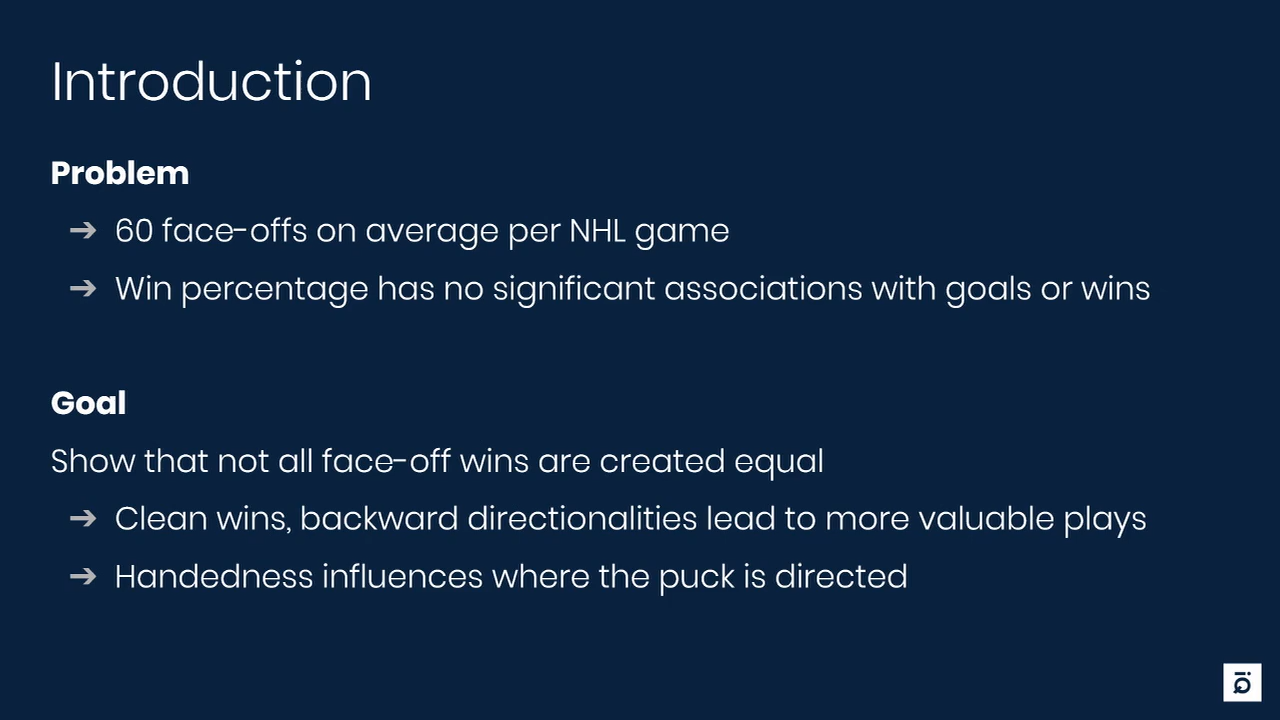 Introduction
Problem
➔ 60 face-offs on average per NHL game
➔ Win percentage has no significant associations with goals or wins
Goal
Show that not all face-off wins are created equal
➔ Clean wins, backward directionalities lead to more valuable plays
➔ Handedness influences where the puck is directed